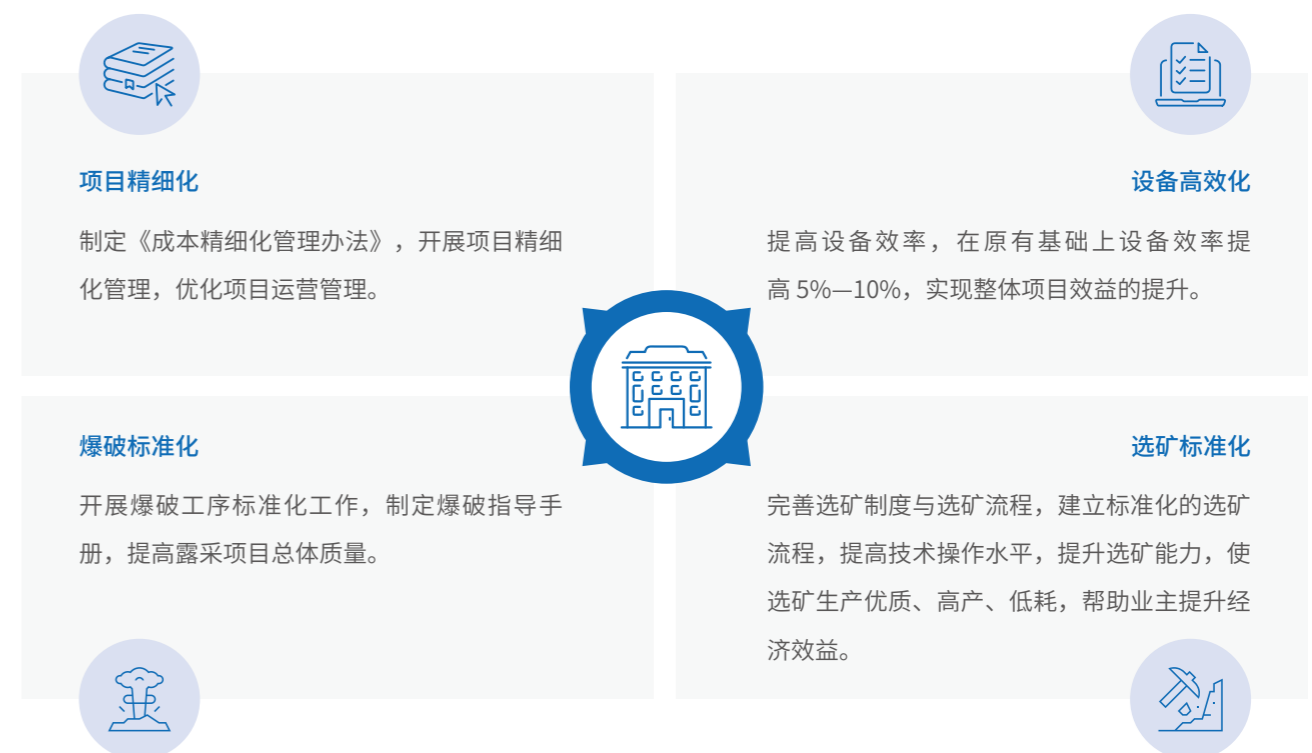 项目精细化
制定《成本精细化管理办法》，开展项目精细
化管理，优化项目运营管理。
设备高效化
提高设备效率，在原有基础上设备效率提
高 5%—10%，实现整体项目效益的提升。
爆破标准化
开展爆破工序标准化工作，制定爆破指导手
册，提高露采项目总体质量。
选矿标准化
完善选矿制度与选矿流程，建立标准化的选矿
流程，提高技术操作水平，提升选矿能力，使
选矿生产优质、高产、低耗，帮助业主提升经
济效益。